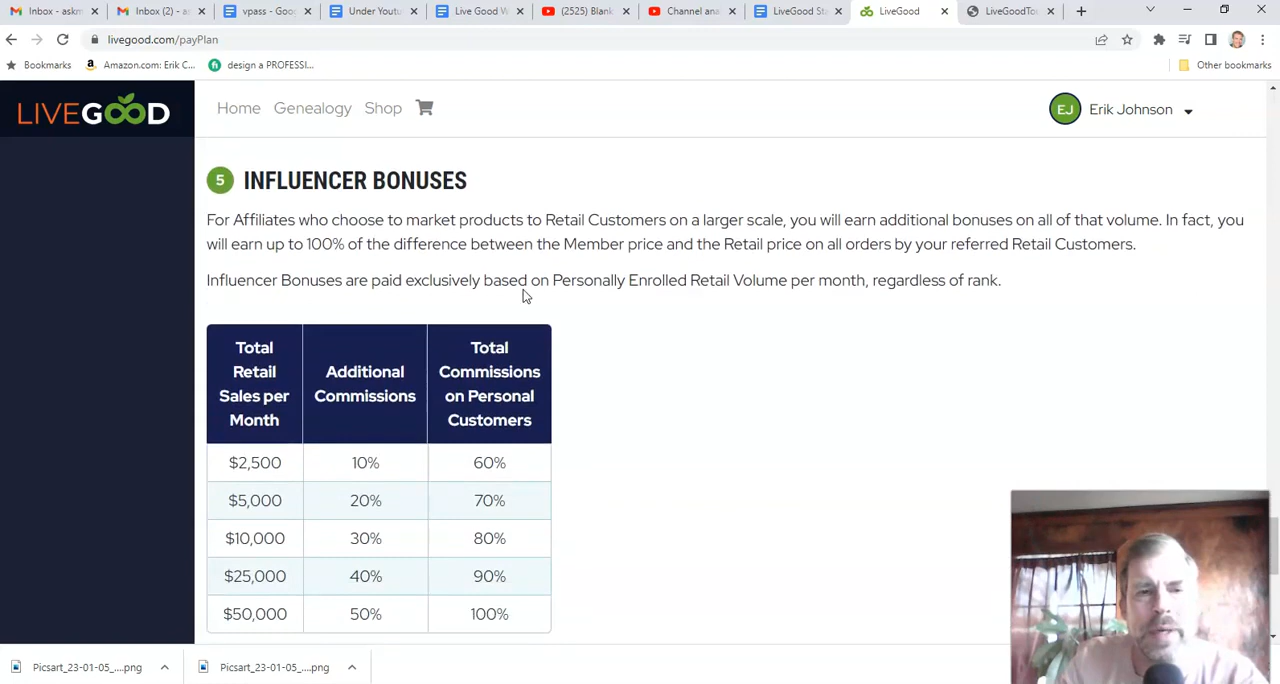 Inbox - askm
Inbox (2) - a
vpass - Goog
Under Youtu
Live Good W
(2525) Blank
Channel ana
LiveGood Sta
LiveGood
LiveGoodTou
livegood.com/payPlan
Bookmarks
Amazon.com: Erik C...
design a PROFESSI...
Other bookmarks
LIVEGOOD
Home
Genealogy
Shop
EJ
Erik Johnson
5 INFLUENCER BONUSES
For Affiliates who choose to market products to Retail Customers on a larger scale, you will earn additional bonuses on all of that volume. In fact, you
will earn up to 100% of the difference between the Member price and the Retail price on all orders by your referred Retail Customers.
Influencer Bonuses are paid exclusively based on Personally Enrolled Retail Volume per month, regardless of rank.
Total
Retail
Sales per
Month
Additional
Commissions
Total
Commissions
on Personal
Customers
$2,500 10% 60%
$5,000 20% 70%
$10,000 30% 80%
$25,000 40% 90%
$50,000 50% 100%
Picsart_23-01-05_....png
Picsart_23-01-05_....png